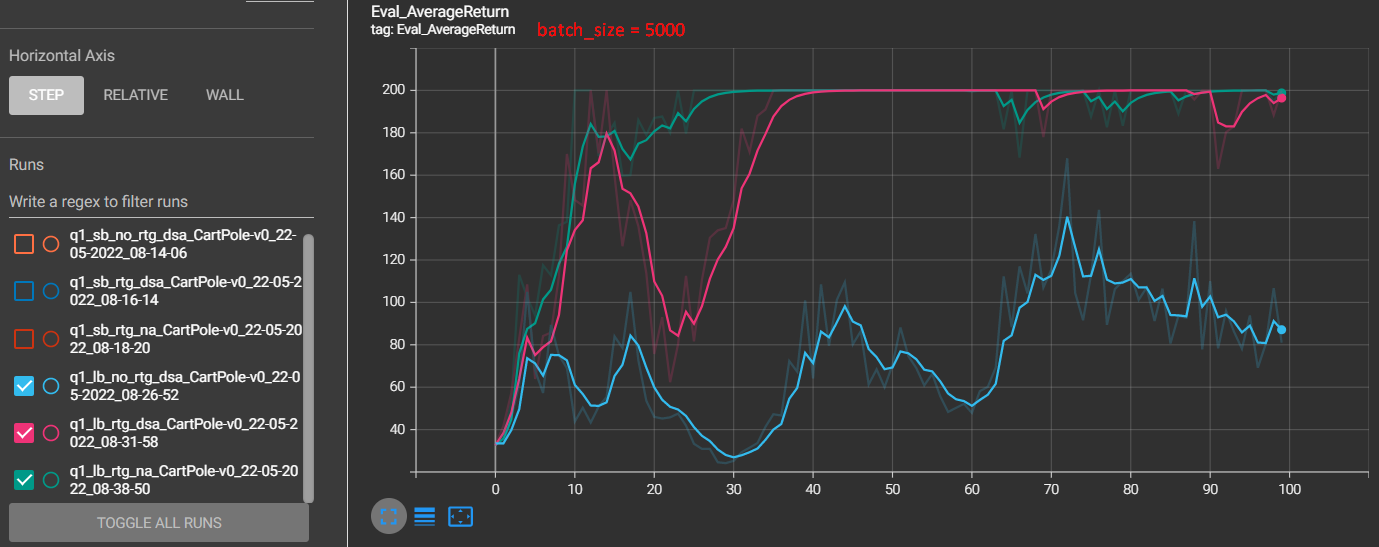 Horizontal Axis
STEP RELATIVE WALL
Runs
Write a regex to filter runs
q1_sb_no_rtg_dsa_CartPole-v0_22-
05-2022_08-14-06
q1_sb_rtg_dsa_CartPole-v0_22-05-2
022_08-16-14
q1_sb_rtg_na_CartPole-v0_22-05-20
22_08-18-20
q1_lb_no_rtg_dsa_CartPole-v0_22-0
5-2022_08-26-52
q1_lb_rtg_dsa_CartPole-v0_22-05-2
022_08-31-58
q1_lb_rtg_na_CartPole-v0_22-05-20
22_08-38-50
TOGGLE ALL RUNS
Eval_AverageReturn
tag: Eval_AverageReturn
batch_size = 5000
200
180
160
140
120
100
80
60
40
0 10 20 30 40 50 60 70 80 90 100